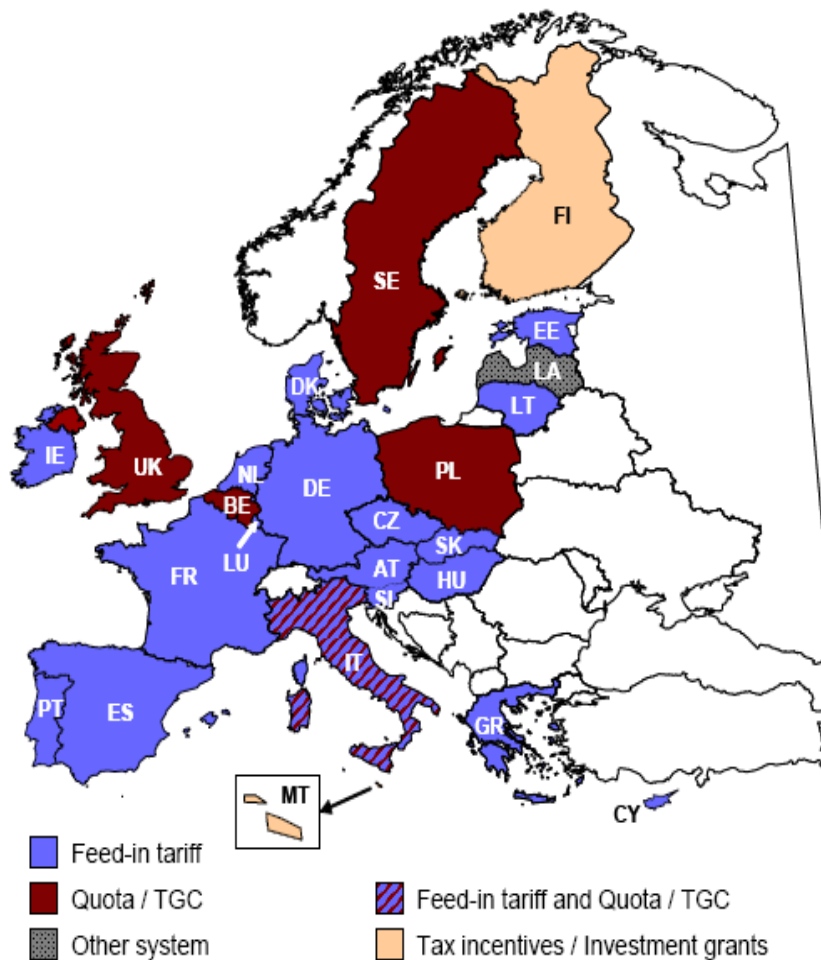 FI
SE
EE
LA
DK
LT
IE
UK
NL
DE
PL
BE
CZ
LU
SK
FR
AT
HU
SI
IT
PT
ES
GR
MT
CY
Feed-in tariff
Quota / TGC
Feed-in tariff and Quota / TGC
Other system
Tax incentives / Investment grants